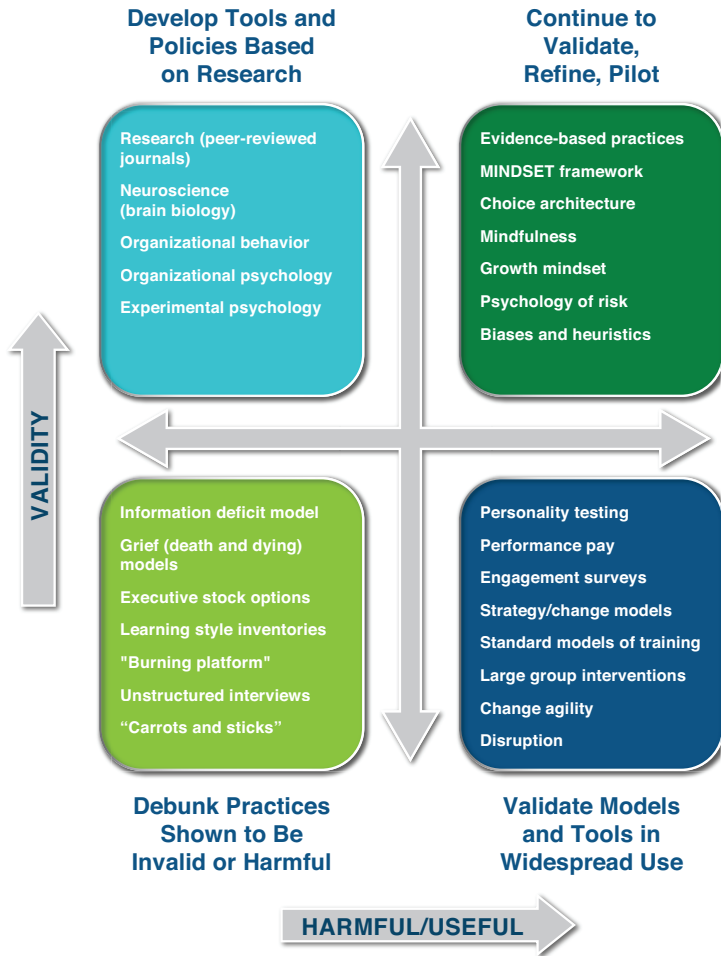 Develop Tools and
Policies Based
on Research
Continue to
Validate,
Refine, Pilot
Research (peer-reviewed
journals)
Neuroscience
(brain biology)
Organizational behavior
Organizational psychology
Experimental psychology
Evidence-based practices
MINDSET framework
Choice architecture
Mindfulness
Growth mindset
Psychology of risk
Biases and heuristics
VALIDITY
Information deficit model
Grief (death and dying)
models
Executive stock options
Learning style inventories
"Burning platform"
Unstructured interviews
“Carrots and sticks”
Personality testing
Performance pay
Engagement surveys
Strategy/change models
Standard models of training
Large group interventions
Change agility
Disruption
Debunk Practices
Shown to Be
Invalid or Harmful
Validate Models
and Tools in
Widespread Use
HARMFUL/USEFUL